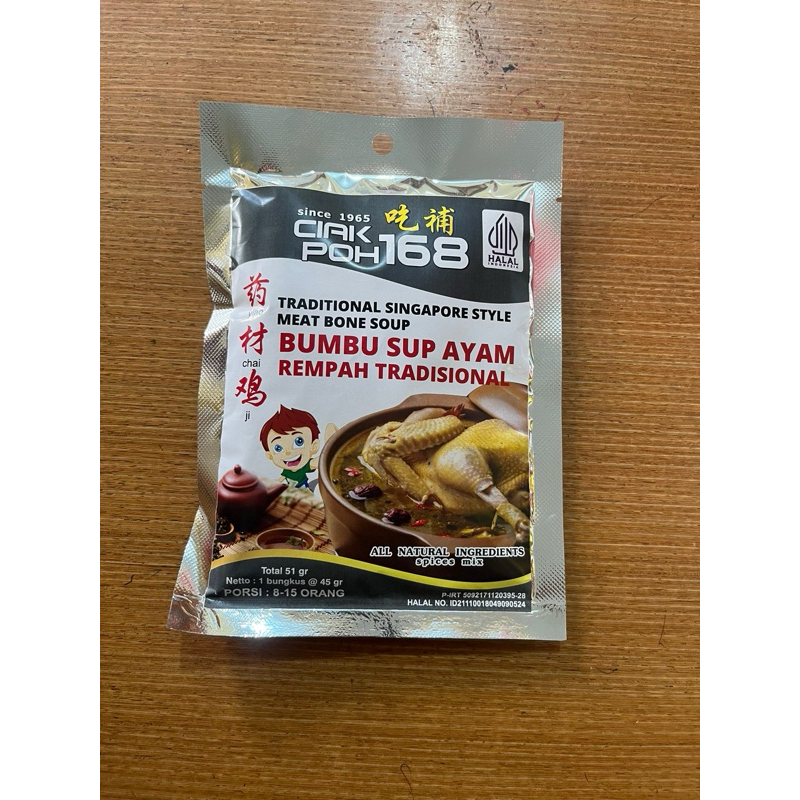 since 1965 吃補
CIAK
POH168
HALAL
INDONESIA
药
yao
材
chai
鸡
ji
TRADITIONAL SINGAPORE STYLE
MEAT BONE SOUP
BUMBU SUP AYAM
REMPAH TRADISIONAL
ALL NATURAL INGREDIENTS
spices mix
Total 51 gr
Netto : 1 bungkus @ 45 gr
PORSI : 8-15 ORANG
P-IRT 5092171120395-28
HALAL NO. ID21110018049090524